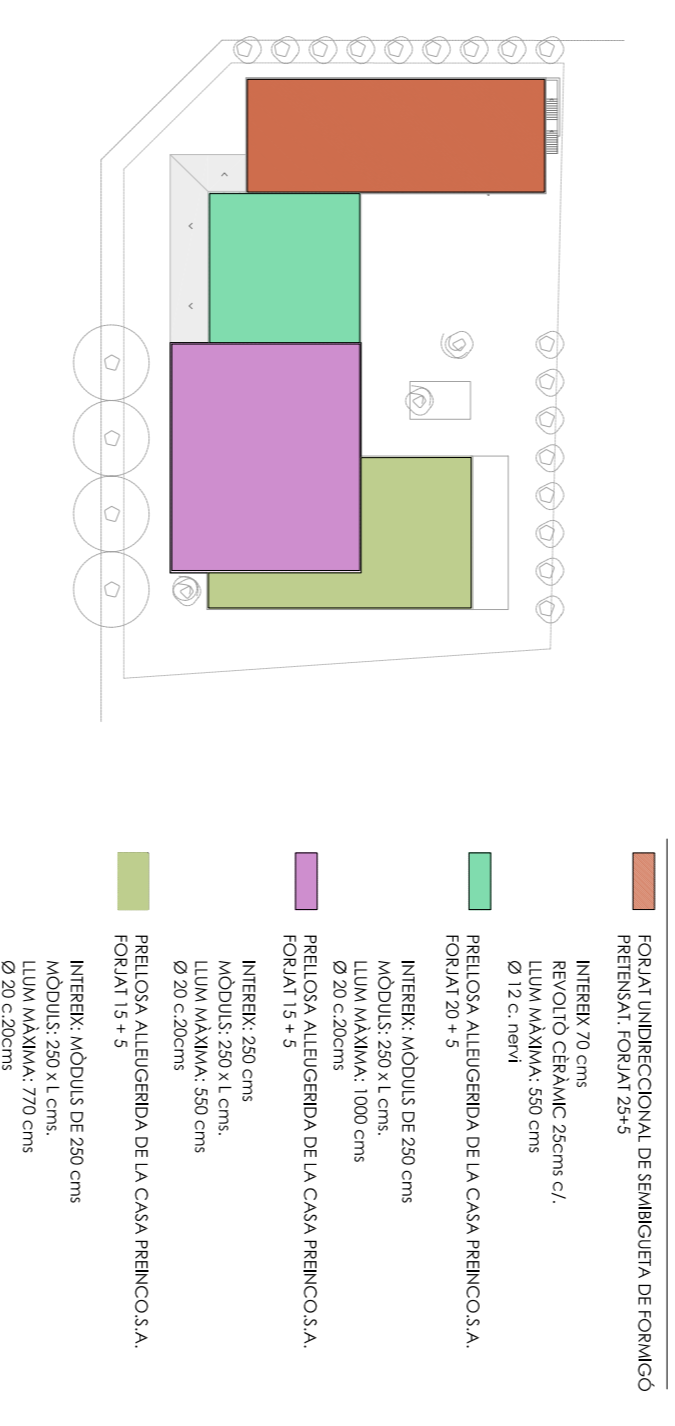 FORJAT UNIDIRECCIONAL DE SEMIBIGUETA DE FORMIGÓ
PRETENSAT. FORJAT 25+5
INTEREIX 70 cms
REVOLTÒ CERÀMIC 25cms c/.
LLUM MÀXIMA: 550 cms
Ø 12 c. nervi
PRELLOSA ALLEUGERIDA DE LA CASA PREINCO.S.A.
FORJAT 20 + 5
INTEREIX: MÒDULS DE 250 cms
MÒDULS: 250 x L cms.
LLUM MÀXIMA: 1000 cms
Ø 20 c.20cms
PRELLOSA ALLEUGERIDA DE LA CASA PREINCO.S.A.
FORJAT 15 + 5
INTEREIX: 250 cms
MÒDULS: 250 x L cms.
LLUM MÀXIMA: 550 cms
Ø 20 c.20cms
PRELLOSA ALLEUGERIDA DE LA CASA PREINCO.S.A.
FORJAT 15 + 5
INTEREIX: MÒDULS DE 250 cms
MÒDULS: 250 x L cms.
LLUM MÀXIMA: 770 cms
Ø 20 c.20cms